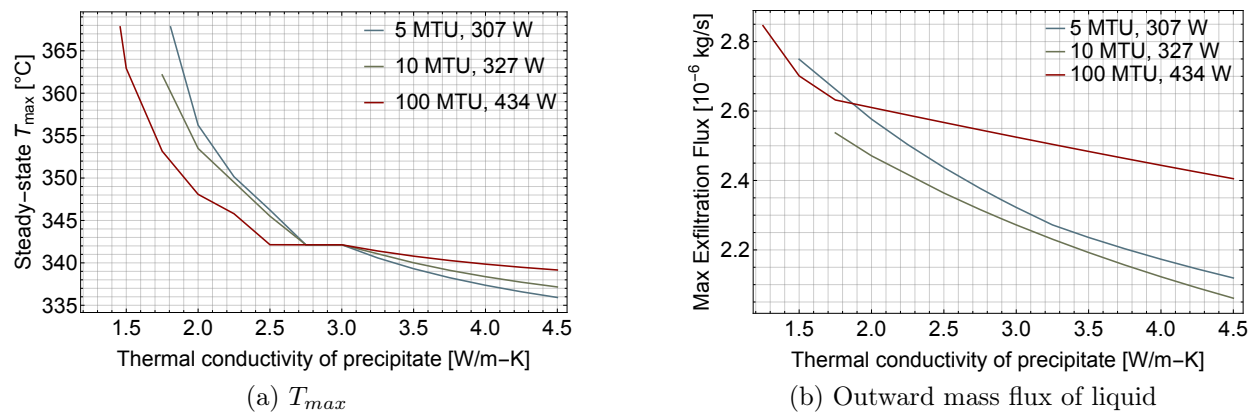 Steady−state Tmax [°C]
365
360
355
350
345
340
335
5 MTU, 307 W
10 MTU, 327 W
100 MTU, 434 W
1.5 2.0 2.5 3.0 3.5 4.0 4.5
Thermal conductivity of precipitate [W/m−K]
(a) Tmax
Max Exfiltration Flux [10⁻⁶ kg/s]
2.8
2.6
2.4
2.2
5 MTU, 307 W
10 MTU, 327 W
100 MTU, 434 W
1.5 2.0 2.5 3.0 3.5 4.0 4.5
Thermal conductivity of precipitate [W/m−K]
(b) Outward mass flux of liquid